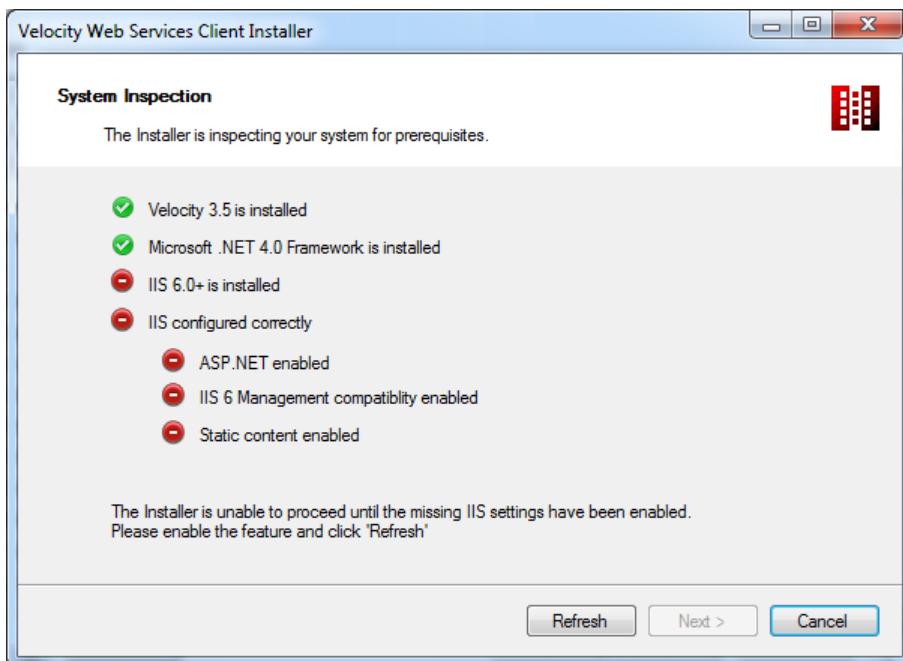 Velocity Web Services Client Installer
System Inspection
The Installer is inspecting your system for prerequisites.
Velocity 3.5 is installed
Microsoft .NET 4.0 Framework is installed
IIS 6.0+ is installed
IIS configured correctly
ASP.NET enabled
IIS 6 Management compatiblity enabled
Static content enabled
The Installer is unable to proceed until the missing IIS settings have been enabled.
Please enable the feature and click 'Refresh'
Refresh
Next >
Cancel